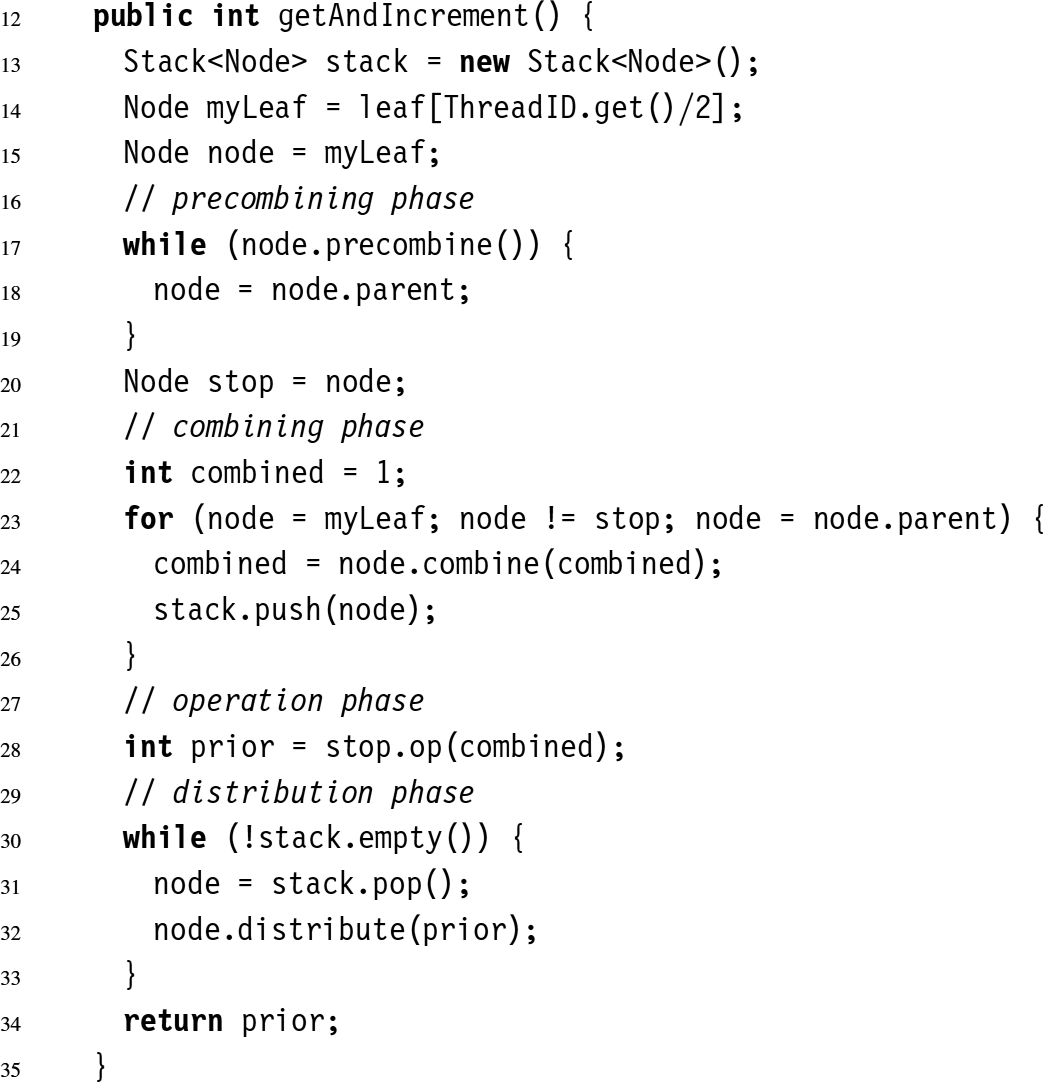 12 public int getAndIncrement() {
13 Stack<Node> stack = new Stack<Node>();
14 Node myLeaf = leaf[ThreadID.get()/2];
15 Node node = myLeaf;
16 // precombining phase
17 while (node.precombine()) {
18 node = node.parent;
19 }
20 Node stop = node;
21 // combining phase
22 int combined = 1;
23 for (node = myLeaf; node != stop; node = node.parent) {
24 combined = node.combine(combined);
25 stack.push(node);
26 }
27 // operation phase
28 int prior = stop.op(combined);
29 // distribution phase
30 while (!stack.empty()) {
31 node = stack.pop();
32 node.distribute(prior);
33 }
34 return prior;
35 }